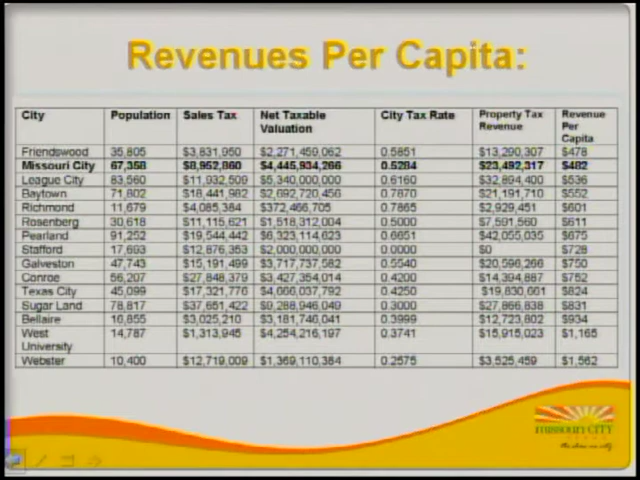 Revenues Per Capita:
City Population Sales Tax Net Taxable Valuation City Tax Rate Property Tax Revenue Revenue Per Capita
Friendswood 35,805 $3,831,950 $2,271,459,062 0.5851 $13,290,307 $478
Missouri City 67,358 $8,952,860 $4,445,934,266 0.5284 $23,492,317 $482
League City 83,560 $11,932,509 $5,340,000,000 0.6160 $32,894,400 $536
Baytown 71,802 $18,441,982 $2,692,720,456 0.7870 $21,191,710 $552
Richmond 11,679 $4,085,384 $372,466,705 0.7865 $2,929,451 $601
Rosenberg 30,618 $11,115,621 $1,518,312,004 0.5000 $7,591,560 $611
Pearland 91,252 $19,544,442 $6,323,114,623 0.6651 $42,055,035 $675
Stafford 17,693 $12,876,353 $2,000,000,000 0.0000 $0 $728
Galveston 47,743 $15,191,499 $3,717,737,582 0.5540 $20,596,266 $750
Conroe 56,207 $27,848,379 $3,427,354,014 0.4200 $14,394,887 $752
Texas City 45,099 $17,321,776 $4,666,037,792 0.4250 $19,830,661 $824
Sugar Land 78,817 $37,651,422 $9,288,946,049 0.3000 $27,866,838 $831
Bellaire 16,855 $3,025,210 $3,181,746,041 0.3999 $12,723,802 $934
West University 14,787 $1,313,945 $4,254,216,197 0.3741 $15,915,023 $1,165
Webster 10,400 $12,719,009 $1,369,110,384 0.2575 $3,525,459 $1,562
missouri CITY